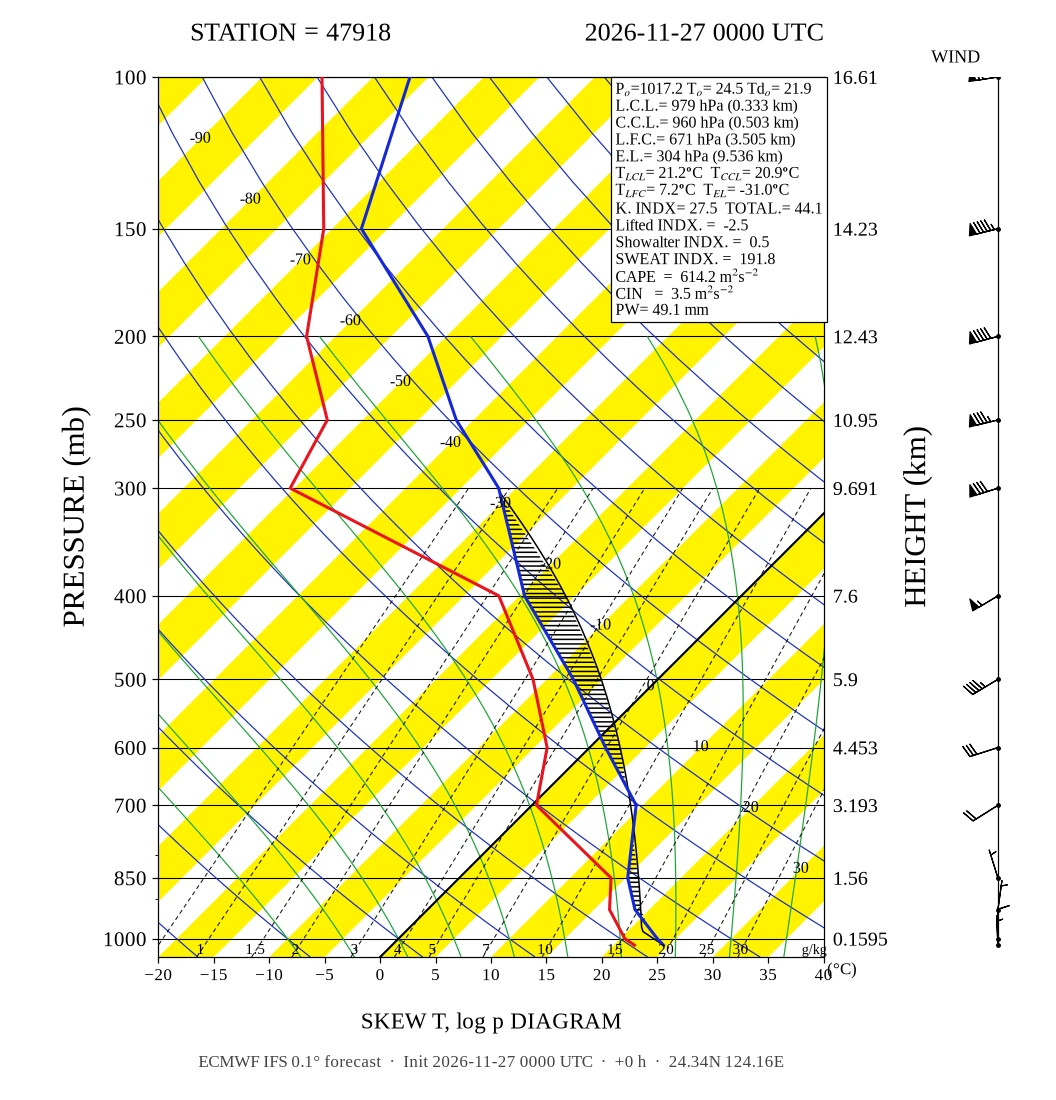 STATION = 47918
2026-11-27 0000 UTC
WIND
P₀=1017.2 T₀= 24.5 Td₀= 21.9
L.C.L.= 979 hPa (0.333 km)
C.C.L.= 960 hPa (0.503 km)
L.F.C.= 671 hPa (3.505 km)
E.L.= 304 hPa (9.536 km)
T_LCL= 21.2°C T_CCL= 20.9°C
T_LFC= 7.2°C T_EL= -31.0°C
K. INDX= 27.5 TOTAL.= 44.1
Lifted INDX. = -2.5
Showalter INDX. = 0.5
SWEAT INDX. = 191.8
CAPE = 614.2 m²s⁻²
CIN = 3.5 m²s⁻²
PW= 49.1 mm
PRESSURE (mb)
100
150
200
250
300
400
500
600
700
850
1000
-90
-80
-70
-60
-50
-40
-30
-20
-10
0
10
20
30
16.61
14.23
12.43
10.95
9.691
7.6
5.9
4.453
3.193
1.56
0.1595
HEIGHT (km)
1 1.5 2 3 4 5 7 10 15 20 25 30 g/kg
−20 −15 −10 −5 0 5 10 15 20 25 30 35 40 (°C)
SKEW T, log p DIAGRAM
ECMWF IFS 0.1° forecast · Init 2026-11-27 0000 UTC · +0 h · 24.34N 124.16E